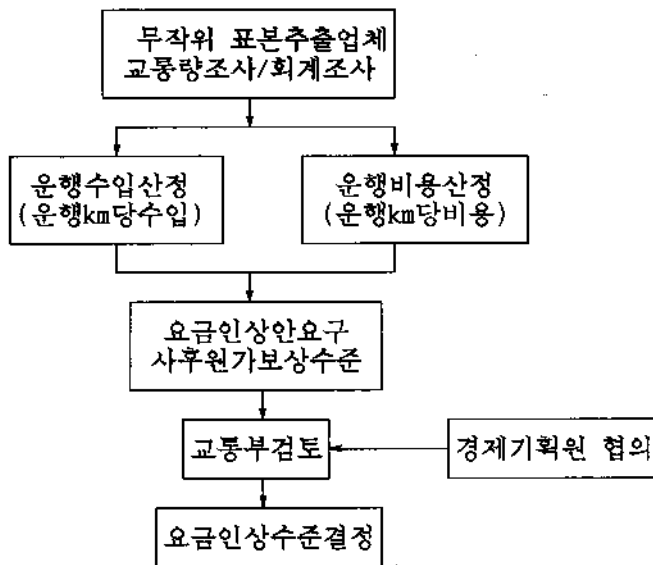 무작위 표본추출업체
교통량조사/회계조사
운행수입산정
(운행km당수입)
운행비용산정
(운행km당비용)
요금인상안요구
사후원가보상수준
교통부검토
경제기획원 협의
요금인상수준결정